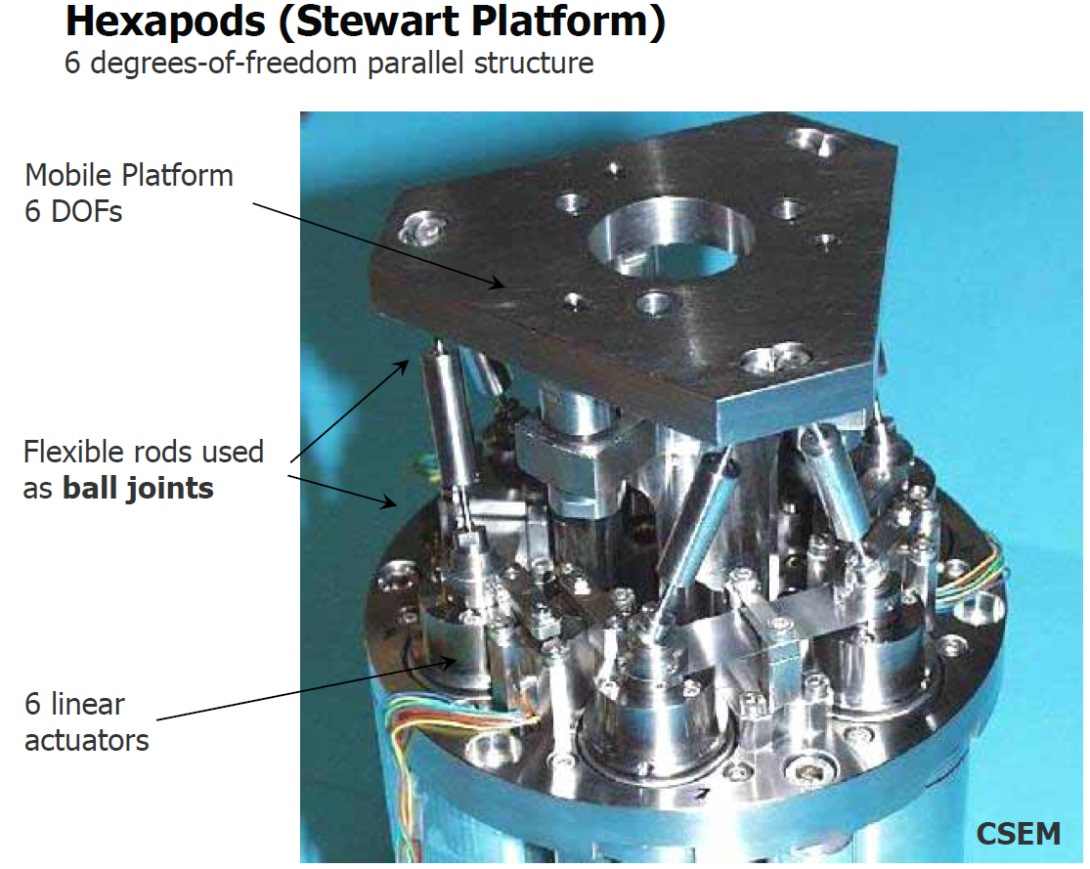 Hexapods (Stewart Platform)
6 degrees-of-freedom parallel structure
Mobile Platform
6 DOFs
Flexible rods used
as ball joints
6 linear
actuators
CSEM